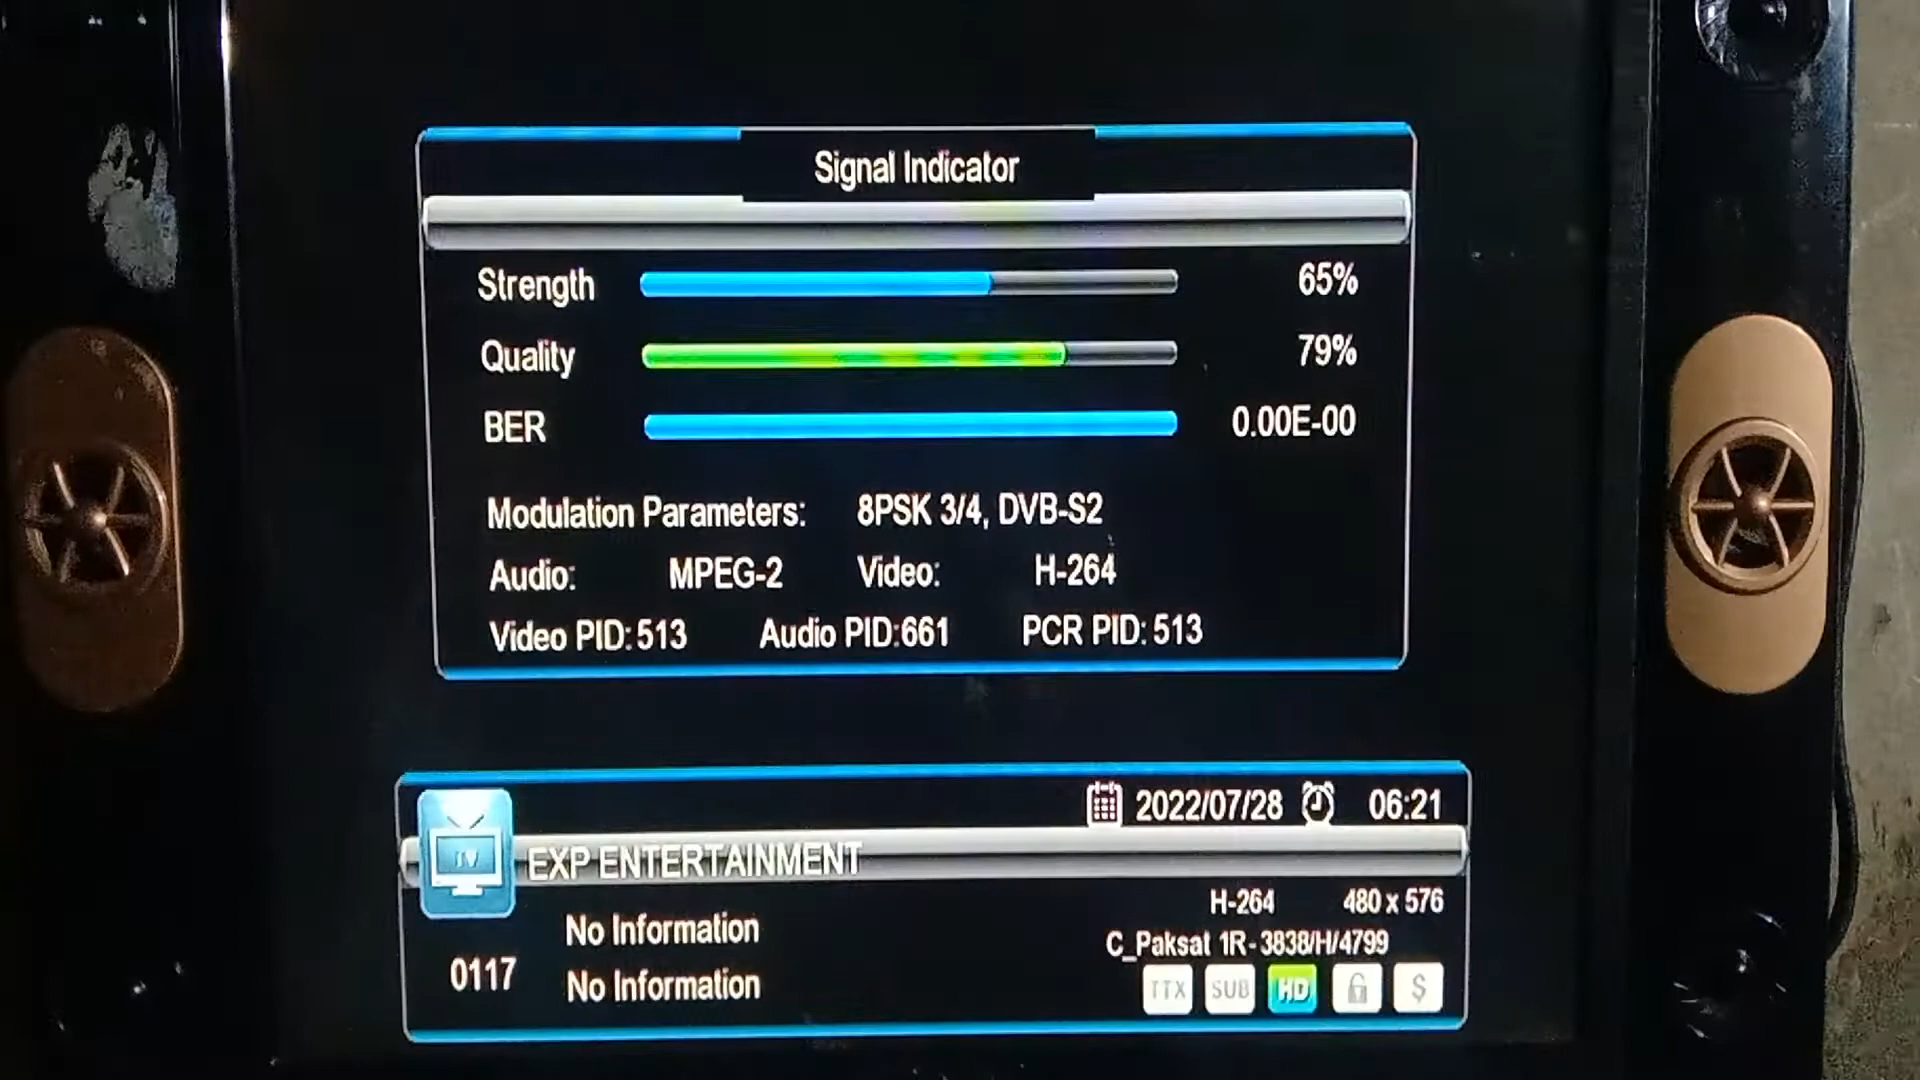 Signal Indicator
Strength 65%
Quality 79%
BER 0.00E-00
Modulation Parameters: 8PSK 3/4, DVB-S2
Audio: MPEG-2 Video: H-264
Video PID: 513 Audio PID:661 PCR PID: 513
2022/07/28 06:21
TV
EXP ENTERTAINMENT
H-264 480 x 576
No Information
C_Paksat 1R - 3838/H/4799
0117
No Information
TTX SUB HD $